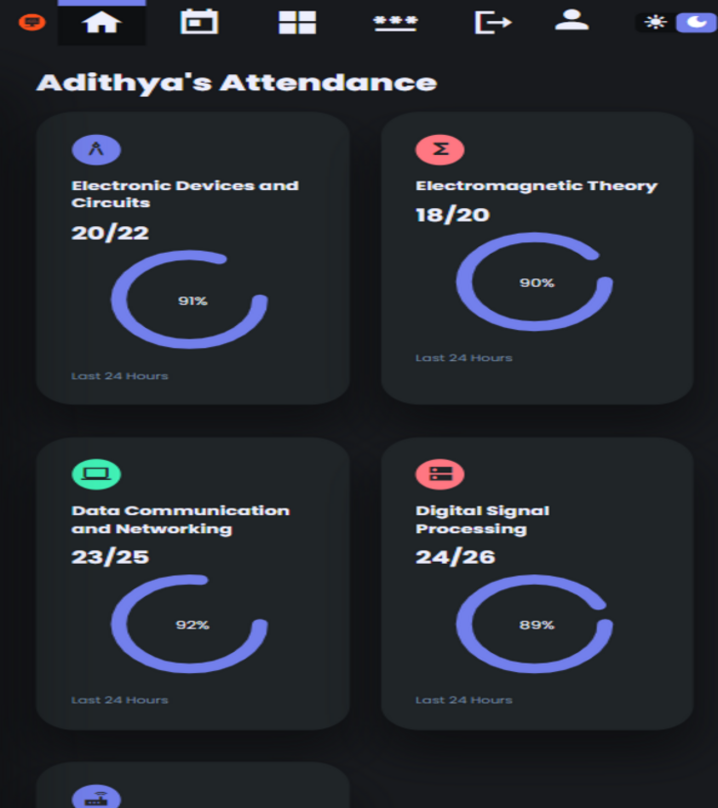 Adithya's Attendance
Electronic Devices and
Circuits
20/22
91%
Last 24 Hours
Electromagnetic Theory
18/20
90%
Last 24 Hours
Data Communication
and Networking
23/25
92%
Last 24 Hours
Digital Signal
Processing
24/26
89%
Last 24 Hours